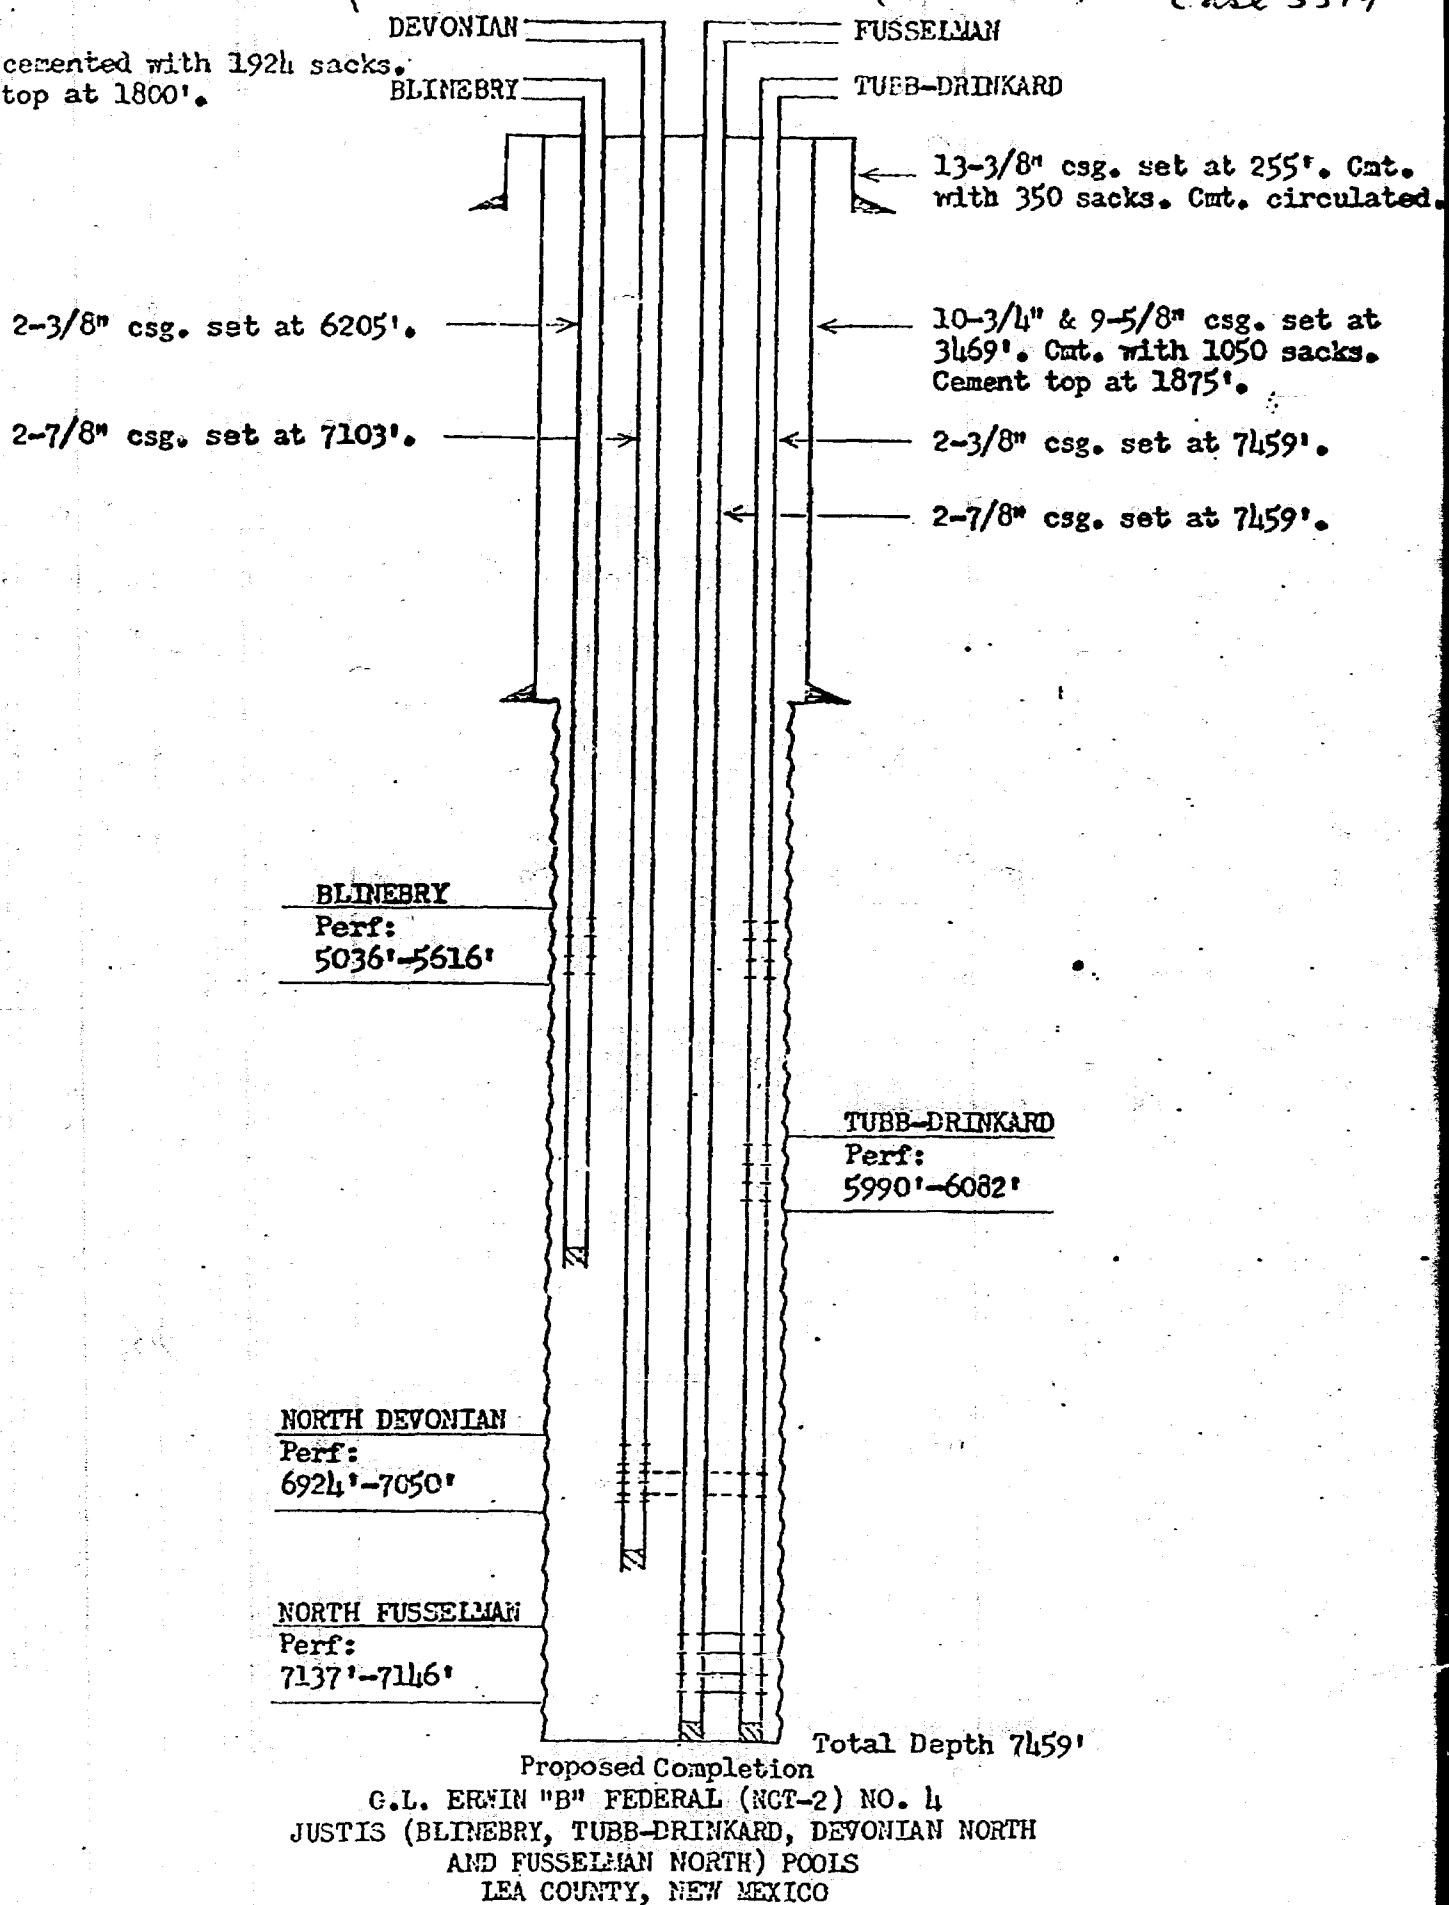 Case
DEVONIAN
FUSSELMAN
cemented with 1924 sacks.
top at 1800'.
BLINEBRY
TUBB-DRINKARD
13-3/8" csg. set at 255'. Cmt.
with 350 sacks. Cmt. circulated.
2-3/8" csg. set at 6205'.
10-3/4" & 9-5/8" csg. set at
3469'. Cmt. with 1050 sacks.
Cement top at 1875'.
2-7/8" csg. set at 7103'.
2-3/8" csg. set at 7459'.
2-7/8" csg. set at 7459'.
BLINEBRY
Perf:
5036'-5616'
TUBB-DRINKARD
Perf:
5990'-6082'
NORTH DEVONIAN
Perf:
6924'-7050'
NORTH FUSSELMAN
Perf:
7137'-7146'
Total Depth 7459'
Proposed Completion
G.L. ERWIN "B" FEDERAL (NCT-2) NO. 4
JUSTIS (BLINEBRY, TUBB-DRINKARD, DEVONIAN NORTH
AND FUSSELMAN NORTH) POOLS
LEA COUNTY, NEW MEXICO